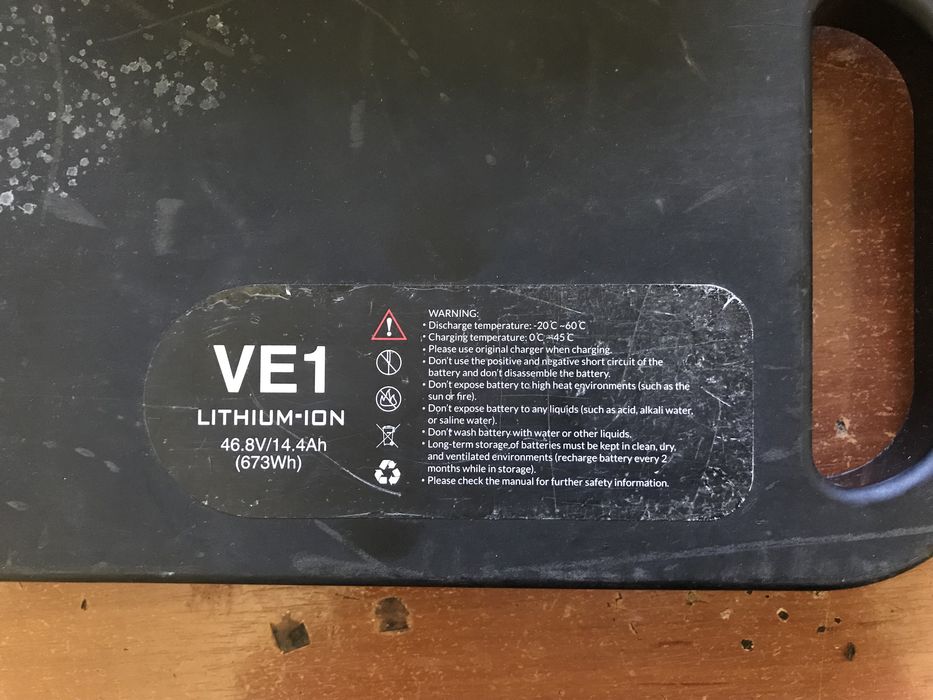 VE1
LITHIUM-ION
46.8V/14.4Ah
(673Wh)
WARNING:
• Discharge temperature: -20℃ ~60℃
• Charging temperature: 0℃ ~45℃
• Please use original charger when charging.
• Don't use the positive and negative short circuit of the
battery and don't disassemble the battery.
• Don't expose battery to high heat environments (such as the
sun or fire).
• Don't expose battery to any liquids (such as acid, alkali water,
or saline water).
• Don't wash battery with water or other liquids.
• Long-term storage of batteries must be kept in clean, dry,
and ventilated environments (recharge battery every 2
months while in storage).
• Please check the manual for further safety information.